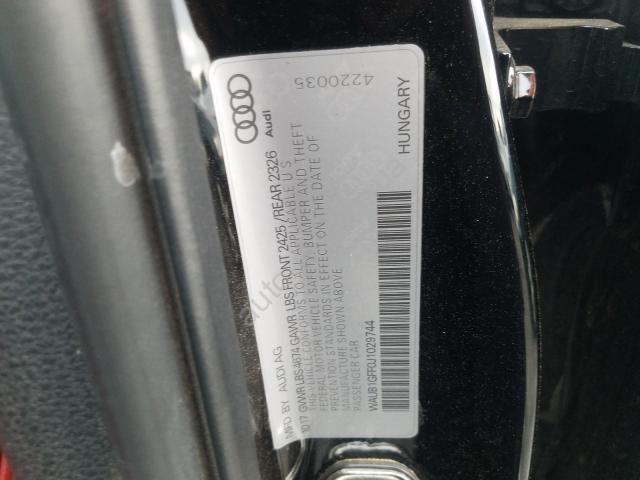 Audi
4220035
MFD BY AUDI AG
10 17 GVWR LBS 4674 GAWR LBS FRONT 2425 /REAR 2326
THIS VEHICLE CONFORMS TO ALL APPLICABLE U S
FEDERAL MOTOR VEHICLE SAFETY, BUMPER AND THEFT
PREVENTION STANDARDS IN EFFECT ON THE DATE OF
MANUFACTURE SHOWN ABOVE
PASSENGER CAR
WAUB1GFF0J1029744
HUNGARY